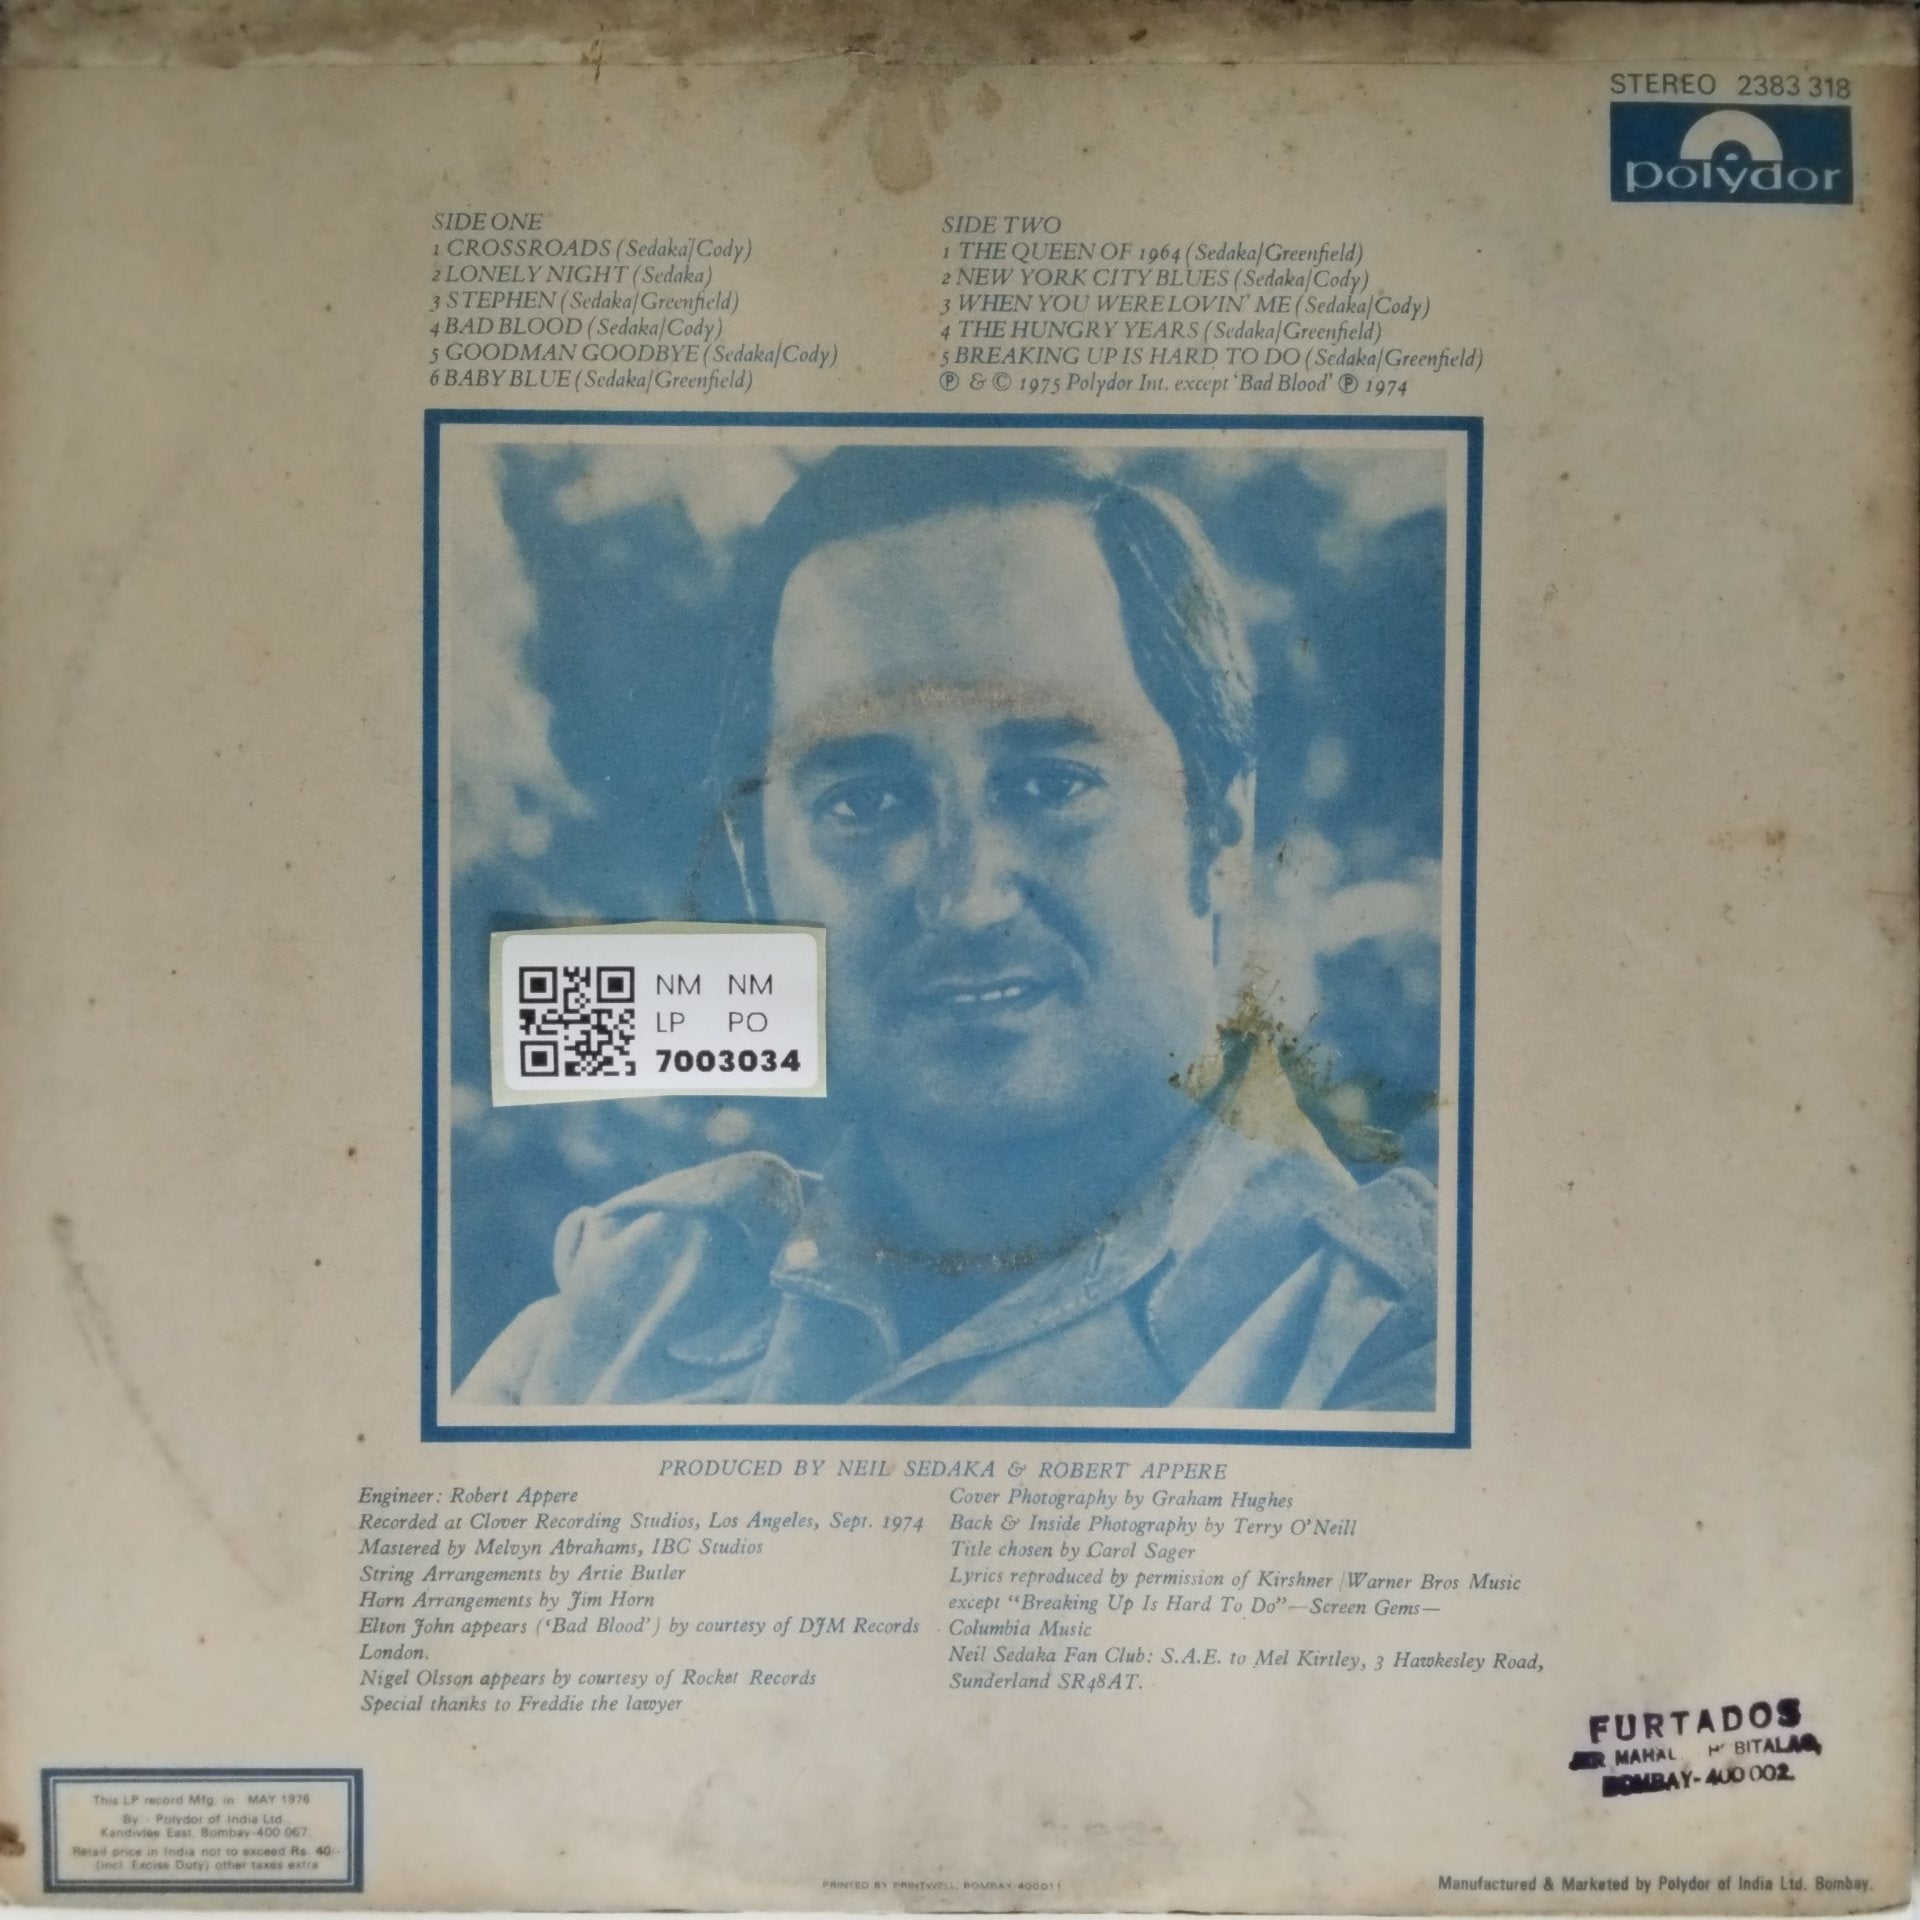 STEREO 2383 318
polydor
SIDE ONE
1 CROSSROADS (Sedaka/Cody)
2 LONELY NIGHT (Sedaka)
3 STEPHEN (Sedaka/Greenfield)
4 BAD BLOOD (Sedaka/Cody)
5 GOODMAN GOODBYE (Sedaka/Cody)
6 BABY BLUE (Sedaka/Greenfield)
SIDE TWO
1 THE QUEEN OF 1964 (Sedaka/Greenfield)
2 NEW YORK CITY BLUES (Sedaka/Cody)
3 WHEN YOU WERE LOVIN' ME (Sedaka/Cody)
4 THE HUNGRY YEARS (Sedaka/Greenfield)
5 BREAKING UP IS HARD TO DO (Sedaka/Greenfield)
℗ & © 1975 Polydor Int. except 'Bad Blood' ℗ 1974
NM NM
LP PO
7003034
PRODUCED BY NEIL SEDAKA & ROBERT APPERE
Engineer: Robert Appere
Recorded at Clover Recording Studios, Los Angeles, Sept. 1974
Mastered by Melvyn Abrahams, IBC Studios
String Arrangements by Artie Butler
Horn Arrangements by Jim Horn
Elton John appears ('Bad Blood') by courtesy of DJM Records
London.
Nigel Olsson appears by courtesy of Rocket Records
Special thanks to Freddie the lawyer
Cover Photography by Graham Hughes
Back & Inside Photography by Terry O'Neill
Title chosen by Carol Sager
Lyrics reproduced by permission of Kirshner/Warner Bros Music
except "Breaking Up Is Hard To Do"—Screen Gems—
Columbia Music
Neil Sedaka Fan Club: S.A.E. to Mel Kirtley, 3 Hawkesley Road,
Sunderland SR48AT.
FURTADOS
MAHAL
BOMBAY-400 002.
This LP record Mfg. in MAY 1976
By:- Polydor of India Ltd.,
Kandivlee East, Bombay-400 067.
Retail price in India not to exceed Rs. 40/-
(incl. Excise Duty) other taxes extra
PRINTED BY PRINTWELL, BOMBAY-400011
Manufactured & Marketed by Polydor of India Ltd. Bombay.